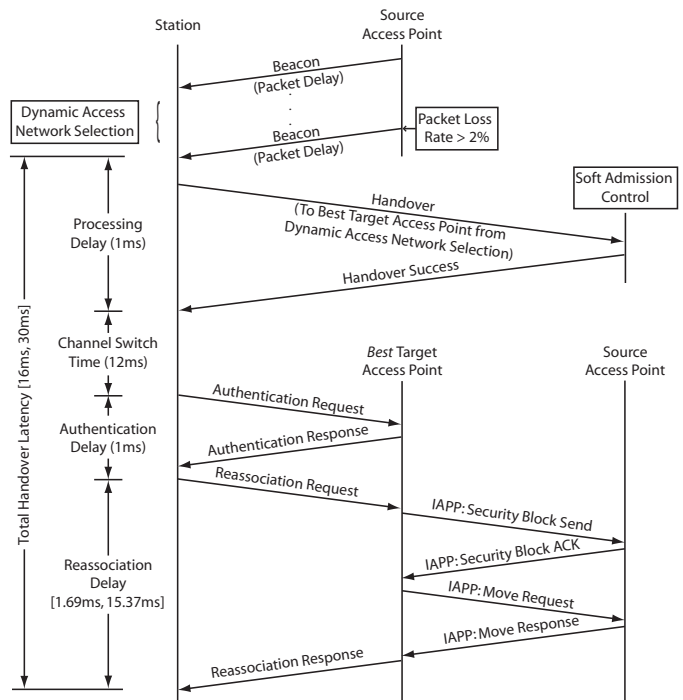 Station
Source
Access Point
Beacon
(Packet Delay)
.
.
.
Dynamic Access
Network Selection
{
Packet Loss
Rate > 2%
Beacon
(Packet Delay)
Soft Admission
Control
Handover
(To Best Target Access Point from
Dynamic Access Network Selection)
Processing
Delay (1ms)
Handover Success
Total Handover Latency [16ms, 30ms]
Channel Switch
Time (12ms)
Best Target
Access Point
Source
Access Point
Authentication Request
Authentication
Delay (1ms)
Authentication Response
Reassociation Request
IAPP: Security Block Send
IAPP: Security Block ACK
Reassociation
Delay
[1.69ms, 15.37ms]
IAPP: Move Request
IAPP: Move Response
Reassociation Response